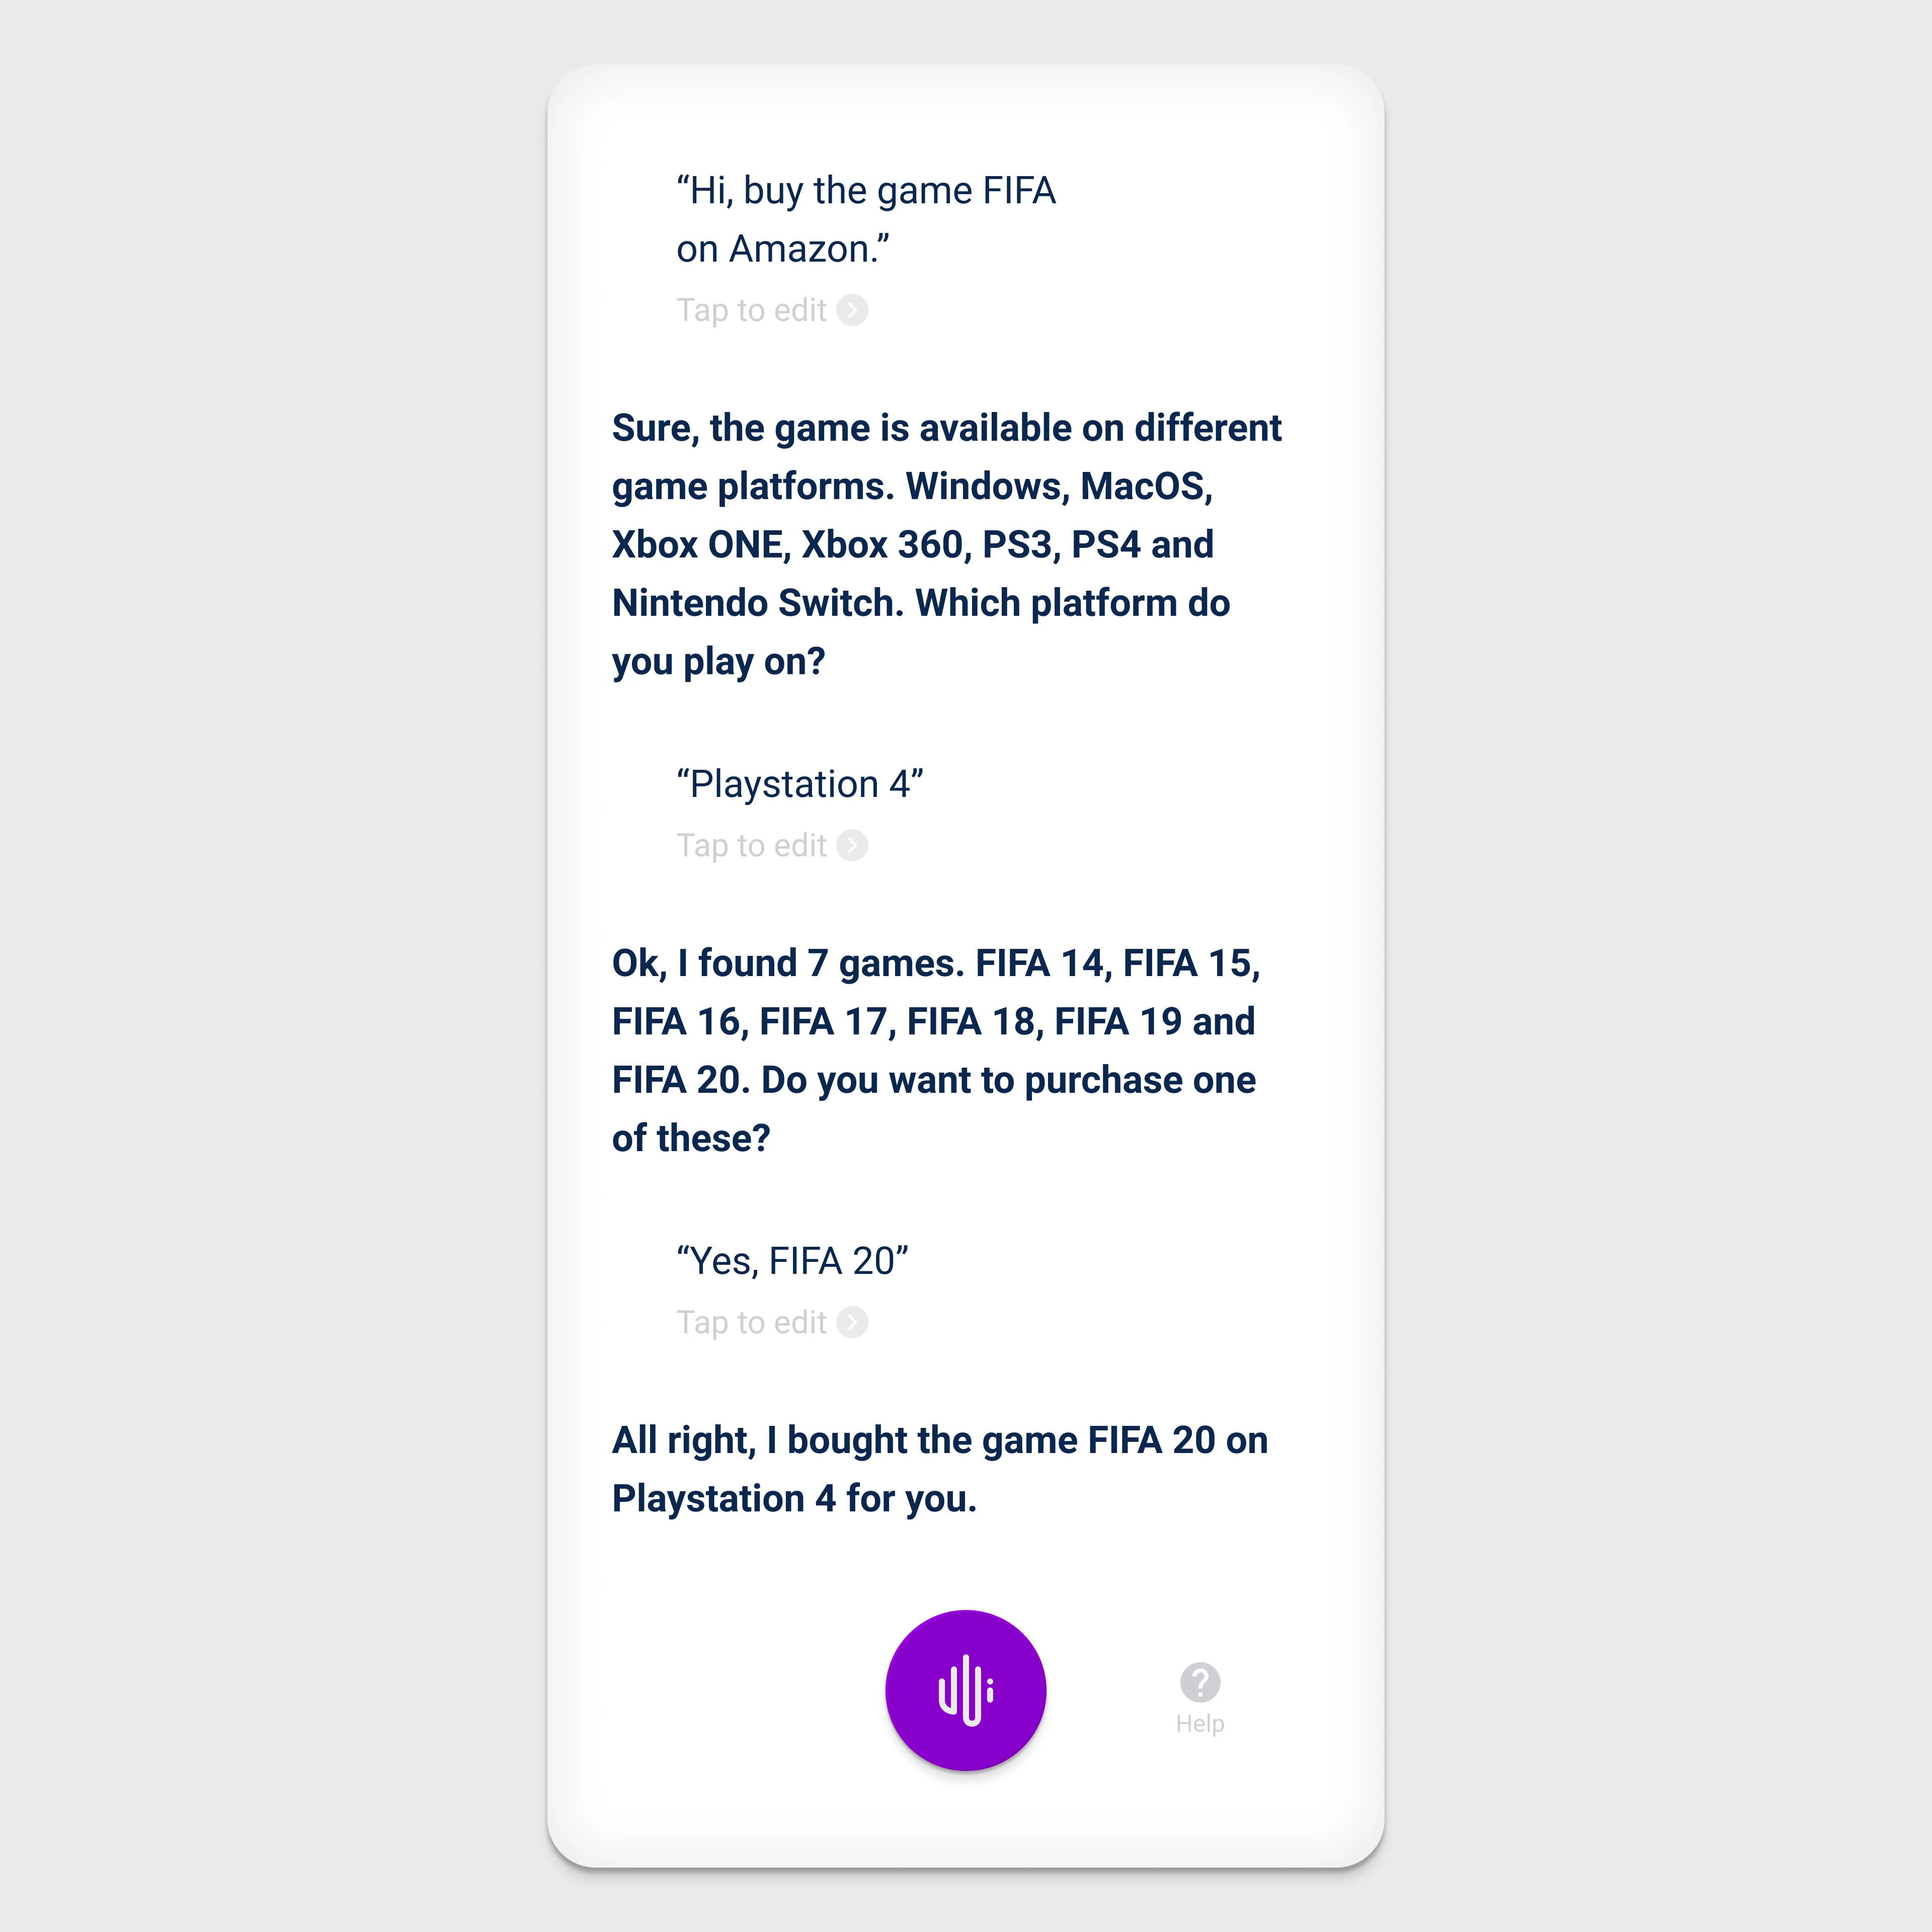 “Hi, buy the game FIFA
on Amazon.”
Tap to edit
Sure, the game is available on different
game platforms. Windows, MacOS,
Xbox ONE, Xbox 360, PS3, PS4 and
Nintendo Switch. Which platform do
you play on?
“Playstation 4”
Tap to edit
Ok, I found 7 games. FIFA 14, FIFA 15,
FIFA 16, FIFA 17, FIFA 18, FIFA 19 and
FIFA 20. Do you want to purchase one
of these?
“Yes, FIFA 20”
Tap to edit
All right, I bought the game FIFA 20 on
Playstation 4 for you.
Help